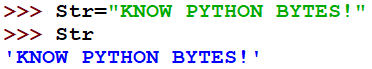 >>> Str="KNOW PYTHON BYTES!"
>>> Str
'KNOW PYTHON BYTES!'